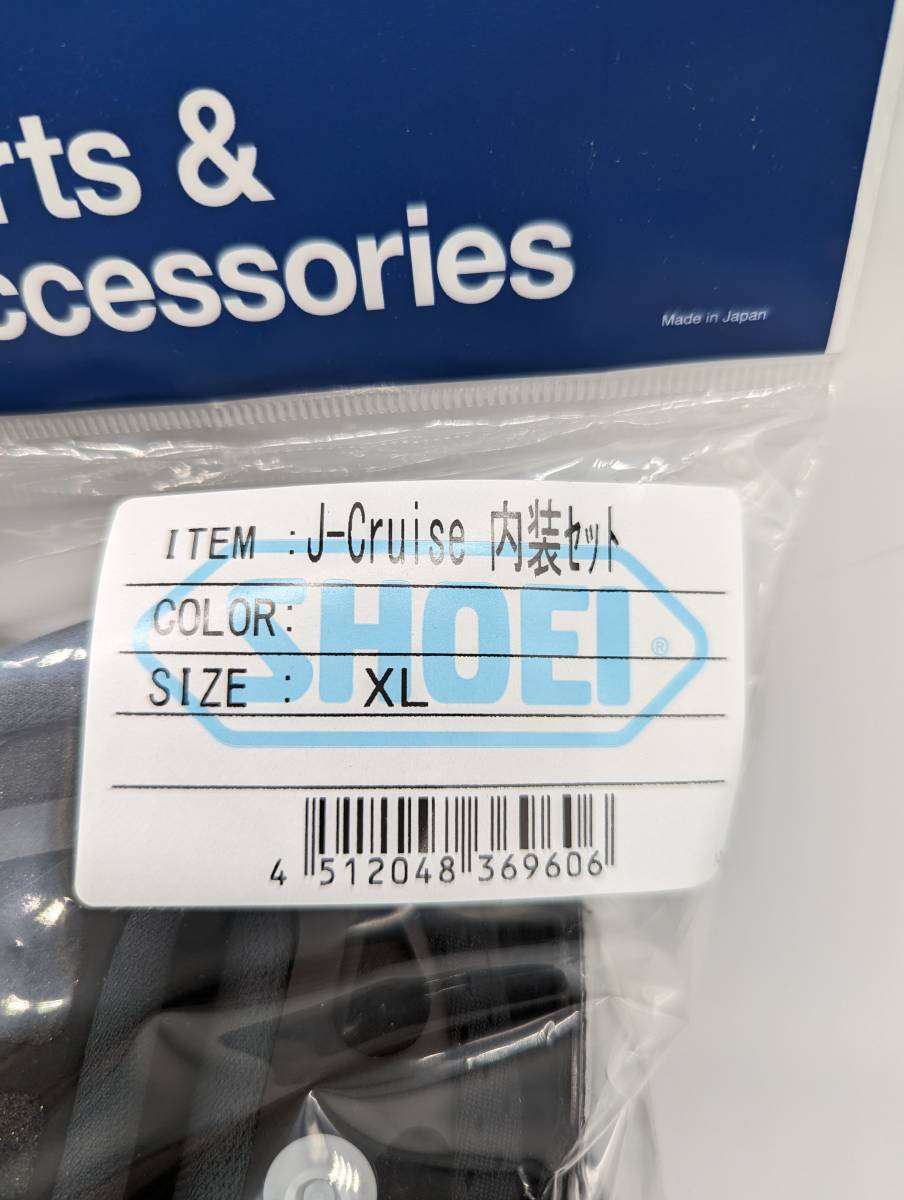 rts &
ccessories
Made in Japan
ITEM : J-Cruise 内装ｾｯﾄ
COLOR:
SHOEI ®
SIZE : XL
4 512048 369606